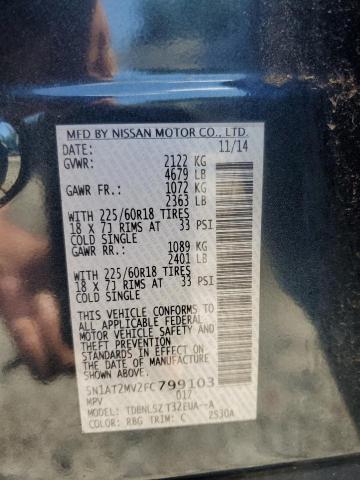 MFD BY NISSAN MOTOR CO., LTD.
DATE: 11/14
GVWR: 2122 KG
4679 LB
GAWR FR.: 1072 KG
2363 LB
WITH 225/60R18 TIRES
18 X 7J RIMS AT 33 PSI
COLD SINGLE
GAWR RR.: 1089 KG
2401 LB
WITH 225/60R18 TIRES
18 X 7J RIMS AT 33 PSI
COLD SINGLE
THIS VEHICLE CONFORMS TO
ALL APPLICABLE FEDERAL
MOTOR VEHICLE SAFETY AND
THEFT PREVENTION
STANDARDS IN EFFECT ON
THE DATE OF MANUFACTURE
SHOWN ABOVE.
5N1AT2MV2FC799103
MPV 017
MODEL: TDBNLSZ T32EUA--A
COLOR: RBG TRIM: C 2S30A